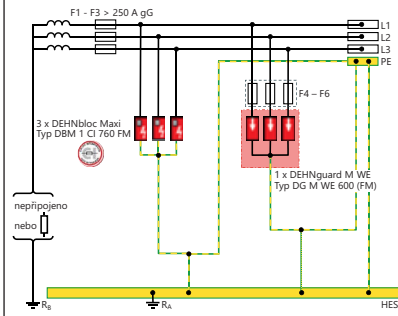 F1 - F3 > 250 A gG
L1
L2
L3
PE
F4 – F6
3 x DEHNbloc Maxi
Typ DBM 1 CI 760 FM
1 x DEHNguard M WE
Typ DG M WE 600 (FM)
nepřipojeno
nebo
RB
RA
HES